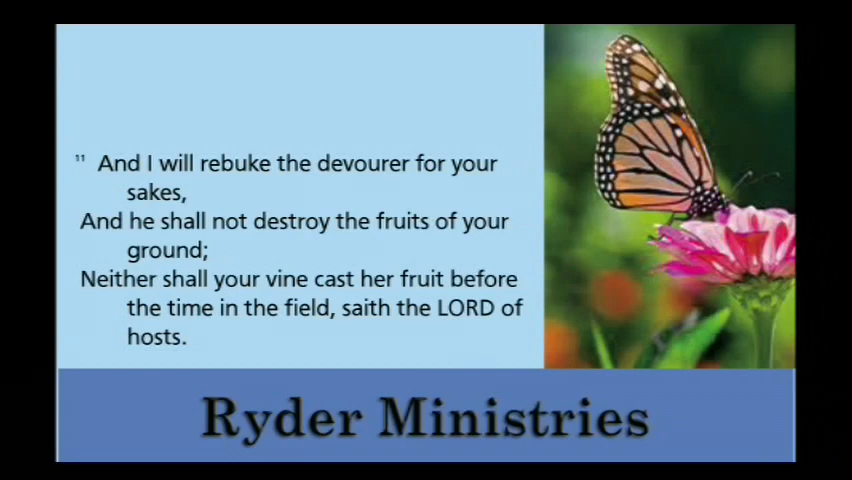 11 And I will rebuke the devourer for your
sakes,
And he shall not destroy the fruits of your
ground;
Neither shall your vine cast her fruit before
the time in the field, saith the LORD of
hosts.
Ryder Ministries